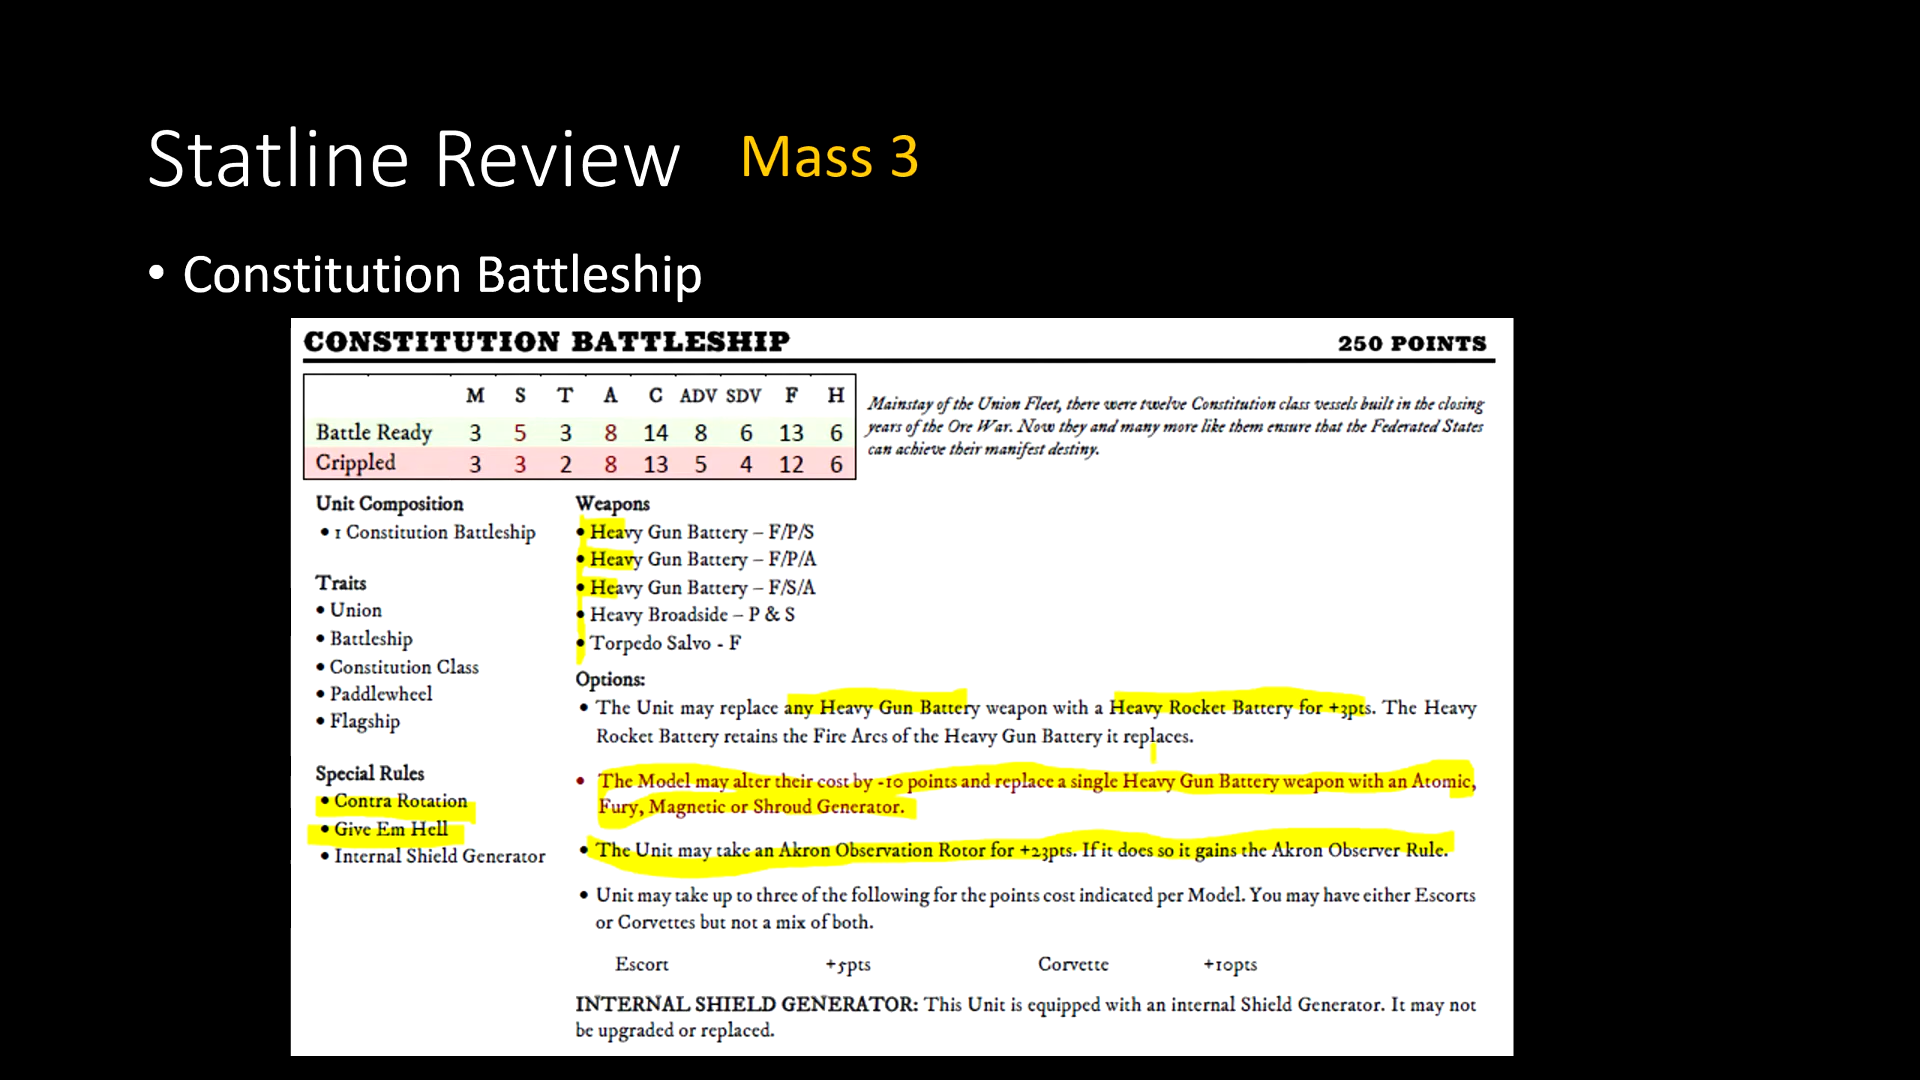 Statline Review Mass 3
• Constitution Battleship
CONSTITUTION BATTLESHIP 250 POINTS
M S T A C ADV SDV F H
Battle Ready 3 5 3 8 14 8 6 13 6
Crippled 3 3 2 8 13 5 4 12 6
Mainstay of the Union Fleet, there were twelve Constitution class vessels built in the closing
years of the Ore War. Now they and many more like them ensure that the Federated States
can achieve their manifest destiny.
Unit Composition
• 1 Constitution Battleship
Traits
• Union
• Battleship
• Constitution Class
• Paddlewheel
• Flagship
Special Rules
• Contra Rotation
• Give Em Hell
• Internal Shield Generator
Weapons
• Heavy Gun Battery – F/P/S
• Heavy Gun Battery – F/P/A
• Heavy Gun Battery – F/S/A
• Heavy Broadside – P & S
• Torpedo Salvo - F
Options:
• The Unit may replace any Heavy Gun Battery weapon with a Heavy Rocket Battery for +3pts. The Heavy
Rocket Battery retains the Fire Arcs of the Heavy Gun Battery it replaces.
• The Model may alter their cost by -10 points and replace a single Heavy Gun Battery weapon with an Atomic,
Fury, Magnetic or Shroud Generator.
• The Unit may take an Akron Observation Rotor for +23pts. If it does so it gains the Akron Observer Rule.
• Unit may take up to three of the following for the points cost indicated per Model. You may have either Escorts
or Corvettes but not a mix of both.
Escort +5pts Corvette +10pts
INTERNAL SHIELD GENERATOR: This Unit is equipped with an internal Shield Generator. It may not
be upgraded or replaced.